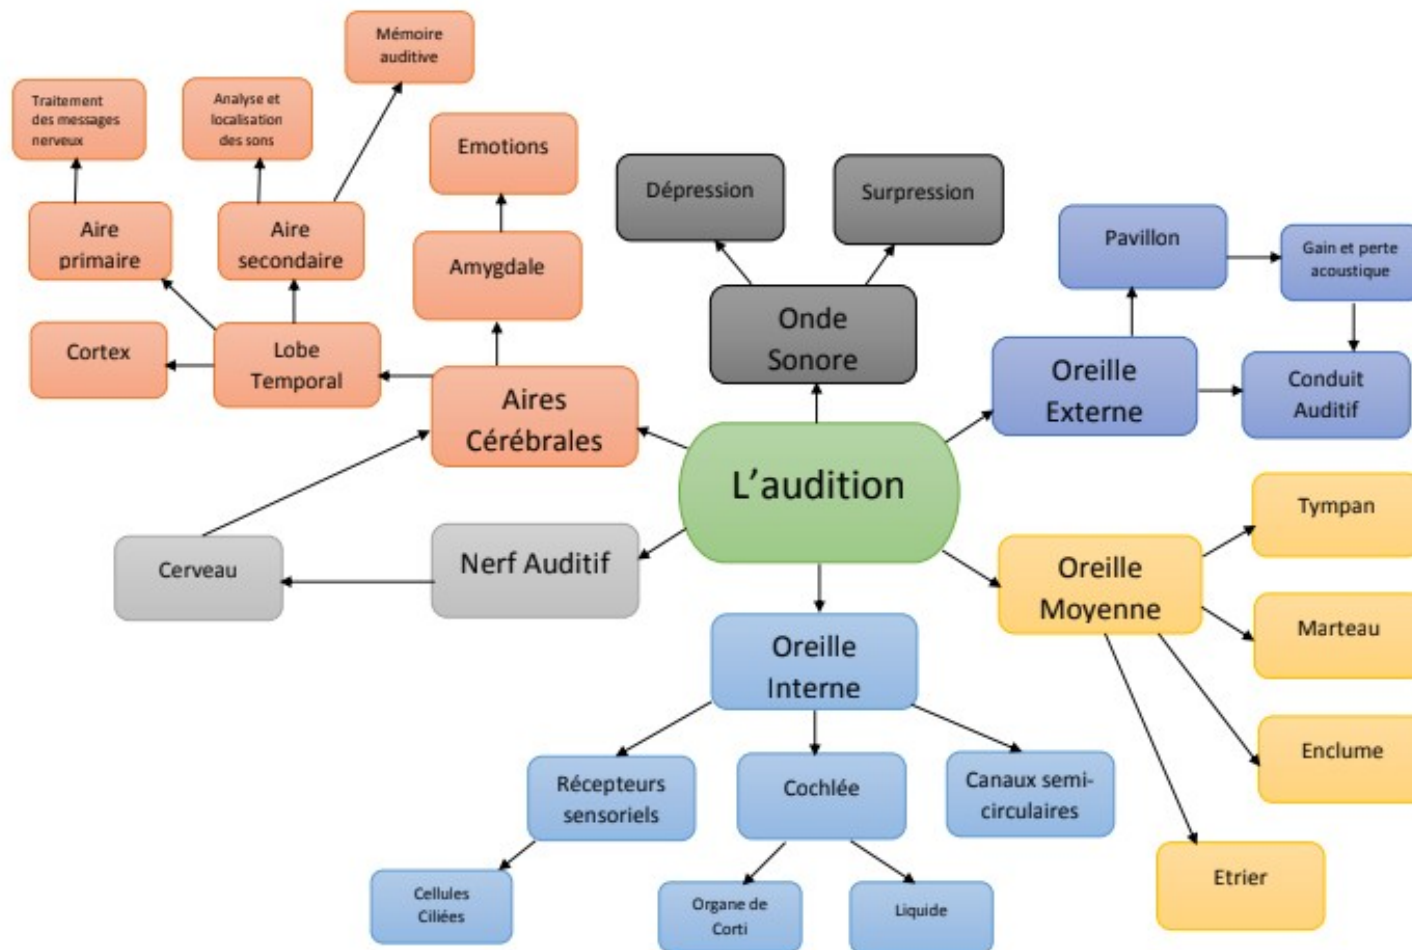 Mémoire
auditive
Traitement
des messages
nerveux
Analyse et
localisation
des sons
Emotions
Dépression
Surpression
Aire
primaire
Aire
secondaire
Amygdale
Pavillon
Gain et perte
acoustique
Cortex
Lobe
Temporal
Onde
Sonore
Oreille
Externe
Conduit
Auditif
Aires
Cérébrales
L'audition
Tympan
Cerveau
Nerf Auditif
Oreille
Moyenne
Marteau
Oreille
Interne
Enclume
Récepteurs
sensoriels
Cochlée
Canaux semi-
circulaires
Etrier
Cellules
Ciliées
Organe de
Corti
Liquide